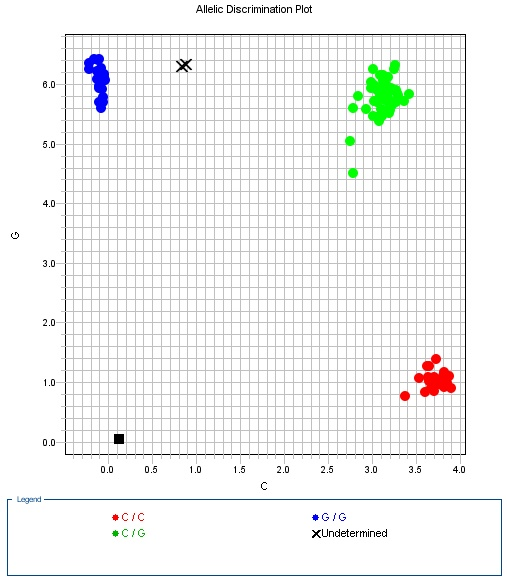 Allelic Discrimination Plot
6.0
5.0
4.0
G
3.0
2.0
1.0
0.0
0.0 0.5 1.0 1.5 2.0 2.5 3.0 3.5 4.0
C
Legend
C / C G / G
C / G Undetermined